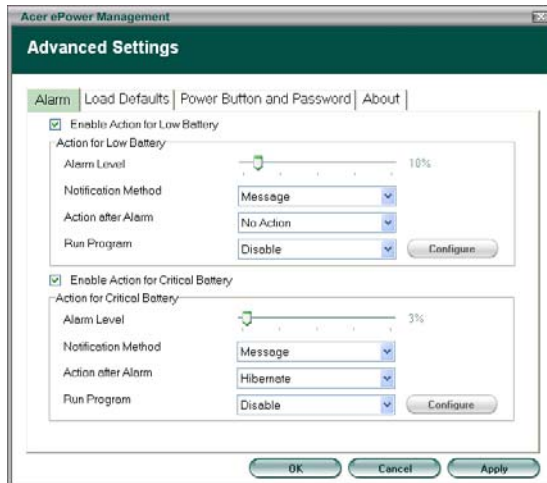 Acer ePower Management
Advanced Settings
Alarm Load Defaults Power Button and Password About
Enable Action for Low Battery
Action for Low Battery
Alarm Level 10%
Notification Method Message
Action after Alarm No Action
Run Program Disable Configure
Enable Action for Critical Battery
Action for Critical Battery
Alarm Level 3%
Notification Method Message
Action after Alarm Hibernate
Run Program Disable Configure
OK Cancel Apply